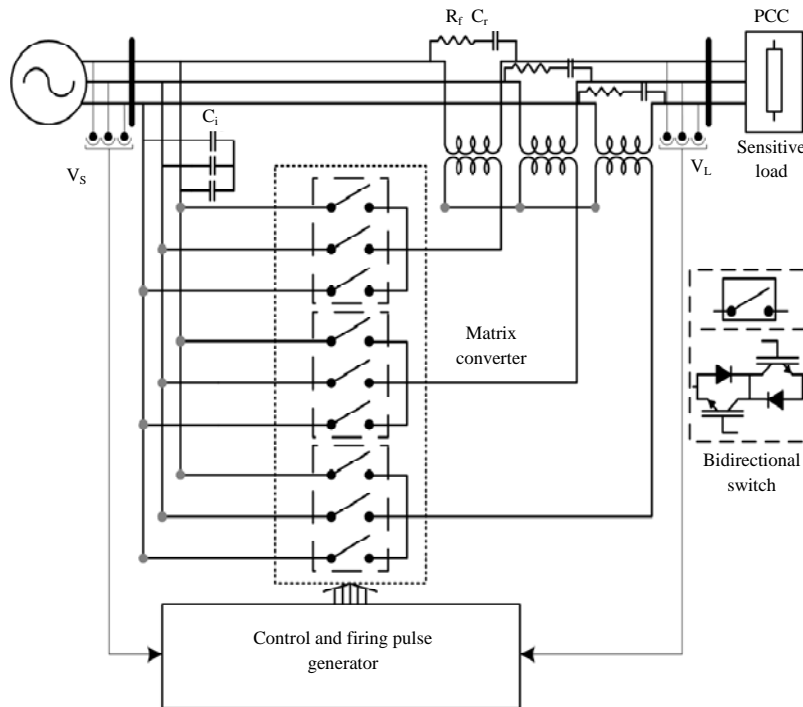 R_f C_r
PCC
C_i
V_S
V_L
Sensitive
load
Matrix
converter
Bidirectional
switch
Control and firing pulse
generator